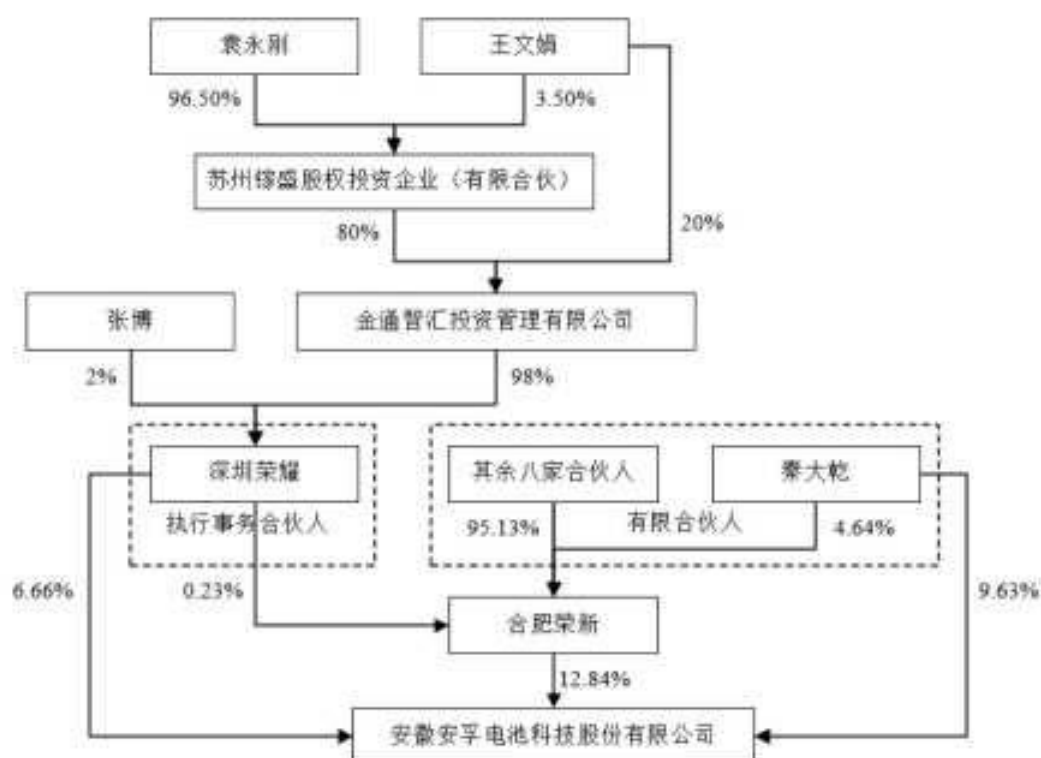 袁永刚
王文娟
96.50%
3.50%
苏州镓盛股权投资企业（有限合伙）
80%
20%
张博
金通智汇投资管理有限公司
2%
98%
深圳荣耀
其余八家合伙人
秦大乾
执行事务合伙人
95.13%
有限合伙人
4.64%
6.66%
0.23%
9.63%
合肥荣新
12.84%
安徽安孚电池科技股份有限公司